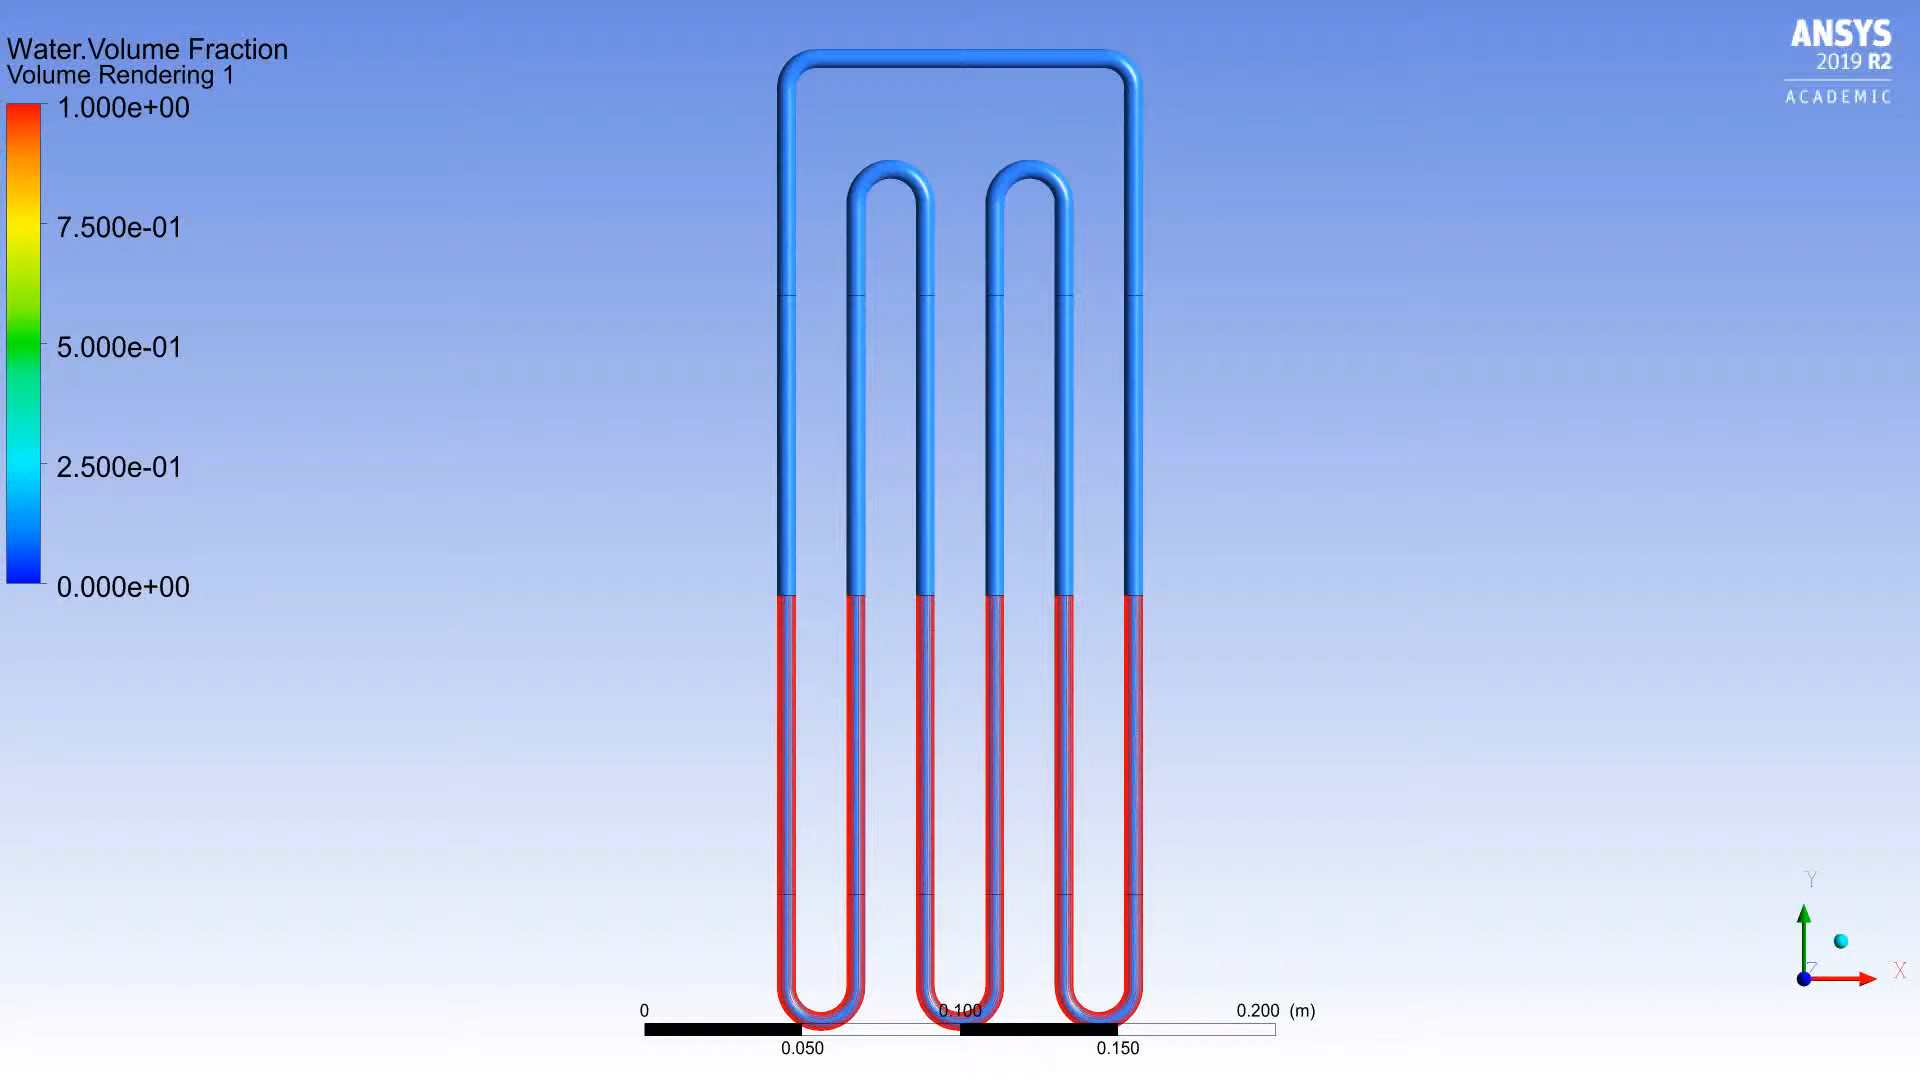 Water.Volume Fraction
Volume Rendering 1
1.000e+00
7.500e-01
5.000e-01
2.500e-01
0.000e+00
ANSYS
2019 R2
ACADEMIC
0
0.100
0.200 (m)
0.050
0.150
Y
Z
X